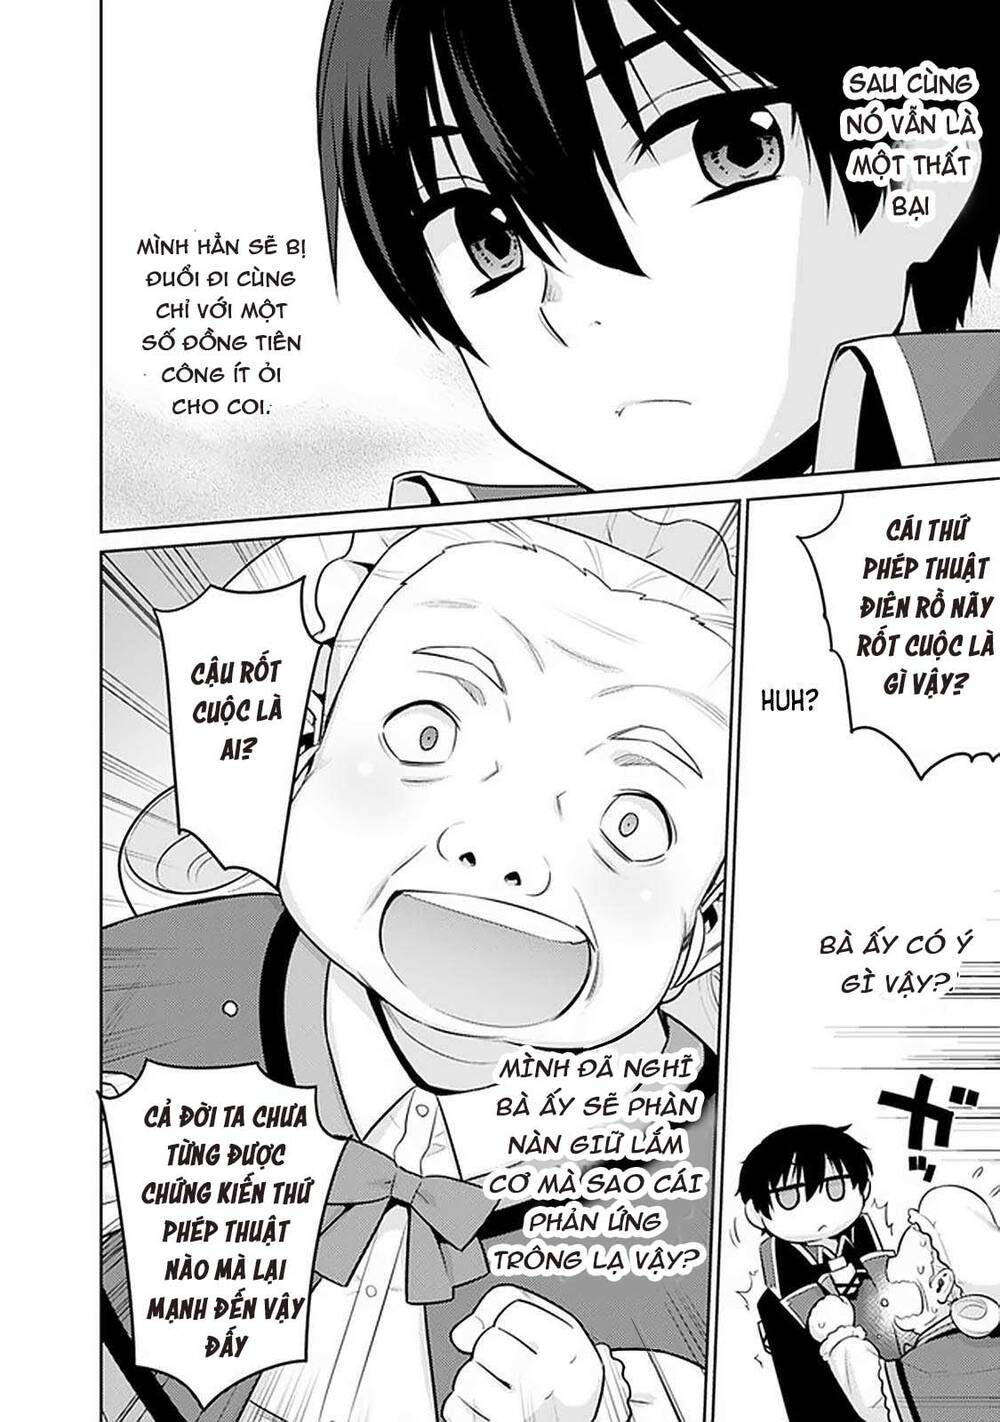 SAU CÙNG
NÓ VẪN LÀ
MỘT THẤT
BẠI
MÌNH HẲN SẼ BỊ
ĐUỔI ĐI CÙNG
CHỈ VỚI MỘT
SỐ ĐỒNG TIỀN
CÔNG ÍT ỎI
CHO COI.
CÁI THỨ
PHÉP THUẬT
ĐIÊN RỒ NÃY
RỐT CUỘC LÀ
GÌ VẬY?
HUH?
BÀ ẤY CÓ Ý
GÌ VẬY?
ガッ
CẬU RỐT
CUỘC LÀ
AI?
MÌNH ĐÃ NGHĨ
BÀ ẤY SẼ PHÀN
NÀN GIỮ LẮM
CƠ MÀ SAO CÁI
PHẢN ỨNG
TRÔNG LẠ VẬY?
CẢ ĐỜI TA CHƯA
TỪNG ĐƯỢC
CHỨNG KIẾN THỨ
PHÉP THUẬT
NÀO MÀ LẠI
MẠNH ĐẾN VẬY
ĐẤY